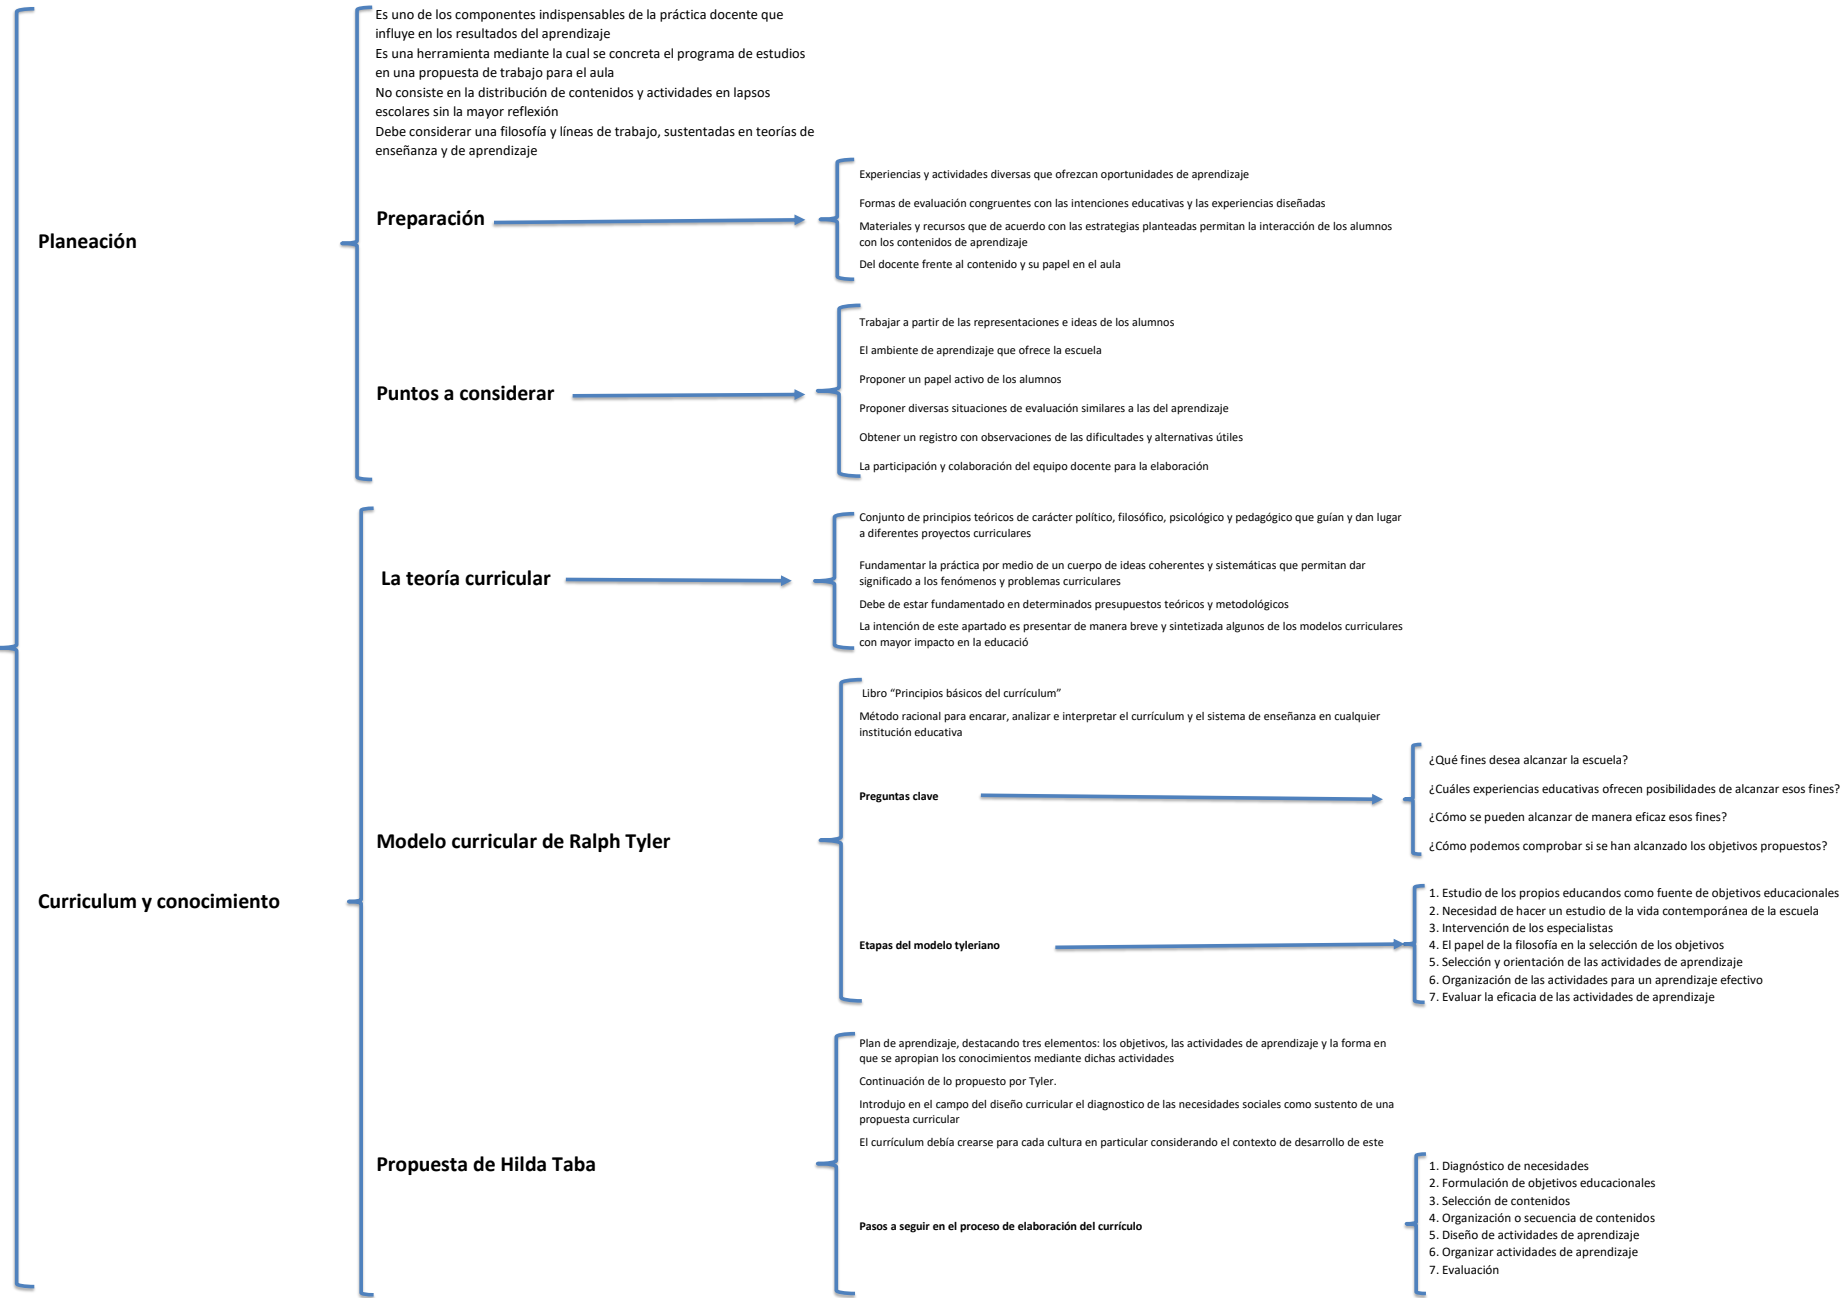 Es uno de los componentes indispensables de la práctica docente que
influye en los resultados del aprendizaje
Es una herramienta mediante la cual se concreta el programa de estudios
en una propuesta de trabajo para el aula
No consiste en la distribución de contenidos y actividades en lapsos
escolares sin la mayor reflexión
Debe considerar una filosofía y líneas de trabajo, sustentadas en teorías de
enseñanza y de aprendizaje
Planeación
Preparación
Experiencias y actividades diversas que ofrezcan oportunidades de aprendizaje
Formas de evaluación congruentes con las intenciones educativas y las experiencias diseñadas
Materiales y recursos que de acuerdo con las estrategias planteadas permitan la interacción de los alumnos
con los contenidos de aprendizaje
Del docente frente al contenido y su papel en el aula
Puntos a considerar
Trabajar a partir de las representaciones e ideas de los alumnos
El ambiente de aprendizaje que ofrece la escuela
Proponer un papel activo de los alumnos
Proponer diversas situaciones de evaluación similares a las del aprendizaje
Obtener un registro con observaciones de las dificultades y alternativas útiles
La participación y colaboración del equipo docente para la elaboración
Curriculum y conocimiento
La teoría curricular
Conjunto de principios teóricos de carácter político, filosófico, psicológico y pedagógico que guían y dan lugar
a diferentes proyectos curriculares
Fundamentar la práctica por medio de un cuerpo de ideas coherentes y sistemáticas que permitan dar
significado a los fenómenos y problemas curriculares
Debe de estar fundamentado en determinados presupuestos teóricos y metodológicos
La intención de este apartado es presentar de manera breve y sintetizada algunos de los modelos curriculares
con mayor impacto en la educació
Modelo curricular de Ralph Tyler
Libro “Principios básicos del currículum”
Método racional para encarar, analizar e interpretar el currículum y el sistema de enseñanza en cualquier
institución educativa
Preguntas clave
¿Qué fines desea alcanzar la escuela?
¿Cuáles experiencias educativas ofrecen posibilidades de alcanzar esos fines?
¿Cómo se pueden alcanzar de manera eficaz esos fines?
¿Cómo podemos comprobar si se han alcanzado los objetivos propuestos?
Etapas del modelo tyleriano
1. Estudio de los propios educandos como fuente de objetivos educacionales
2. Necesidad de hacer un estudio de la vida contemporánea de la escuela
3. Intervención de los especialistas
4. El papel de la filosofía en la selección de los objetivos
5. Selección y orientación de las actividades de aprendizaje
6. Organización de las actividades para un aprendizaje efectivo
7. Evaluar la eficacia de las actividades de aprendizaje
Propuesta de Hilda Taba
Plan de aprendizaje, destacando tres elementos: los objetivos, las actividades de aprendizaje y la forma en
que se apropian los conocimientos mediante dichas actividades
Continuación de lo propuesto por Tyler.
Introdujo en el campo del diseño curricular el diagnostico de las necesidades sociales como sustento de una
propuesta curricular
El currículum debía crearse para cada cultura en particular considerando el contexto de desarrollo de este
Pasos a seguir en el proceso de elaboración del currículo
1. Diagnóstico de necesidades
2. Formulación de objetivos educacionales
3. Selección de contenidos
4. Organización o secuencia de contenidos
5. Diseño de actividades de aprendizaje
6. Organizar actividades de aprendizaje
7. Evaluación